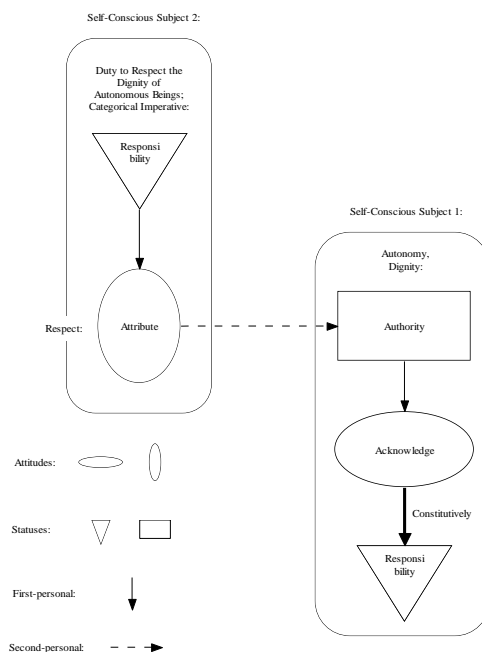 Self-Conscious Subject 2:
Duty to Respect the
Dignity of
Autonomous Beings;
Categorical Imperative:
Responsi
bility
Respect:
Attribute
Self-Conscious Subject 1:
Autonomy,
Dignity:
Authority
Acknowledge
Constitutively
Responsi
bility
Attitudes:
Statuses:
First-personal:
Second-personal: